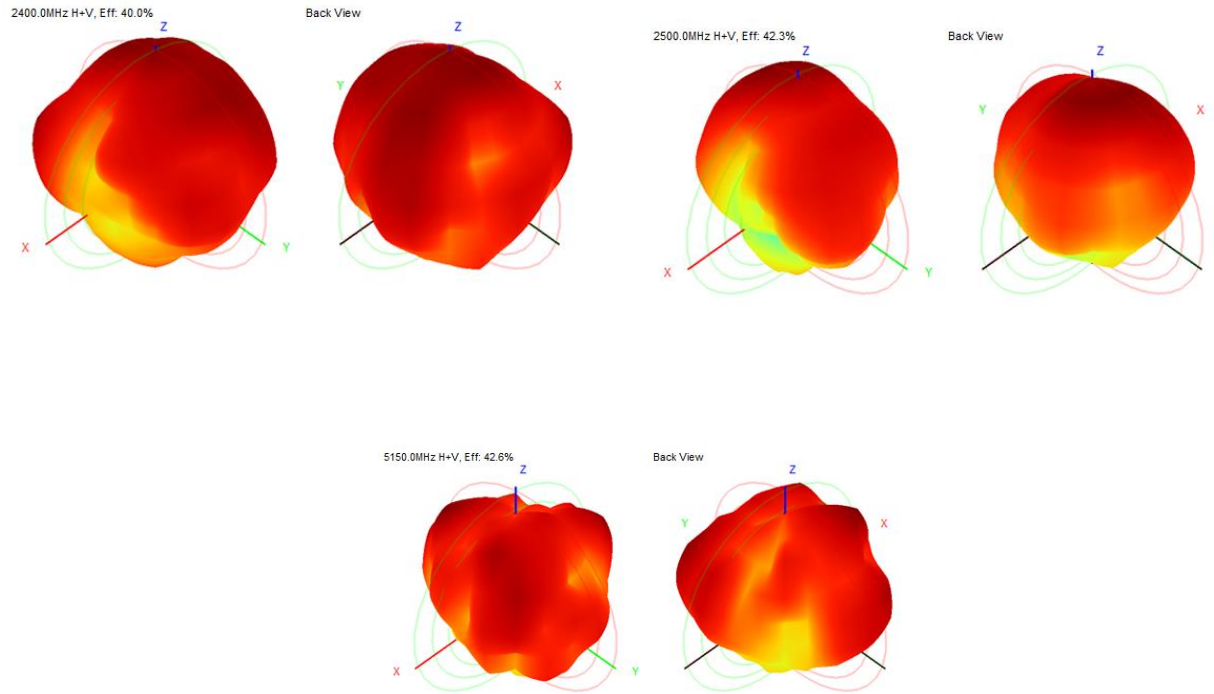 2400.0MHz H+V, Eff: 40.0%
Z
X
Y
Back View
Z
Y
X
2500.0MHz H+V, Eff: 42.3%
Z
X
Y
Back View
Z
Y
X
5150.0MHz H+V, Eff: 42.6%
Z
X
Y
Back View
Z
Y
X